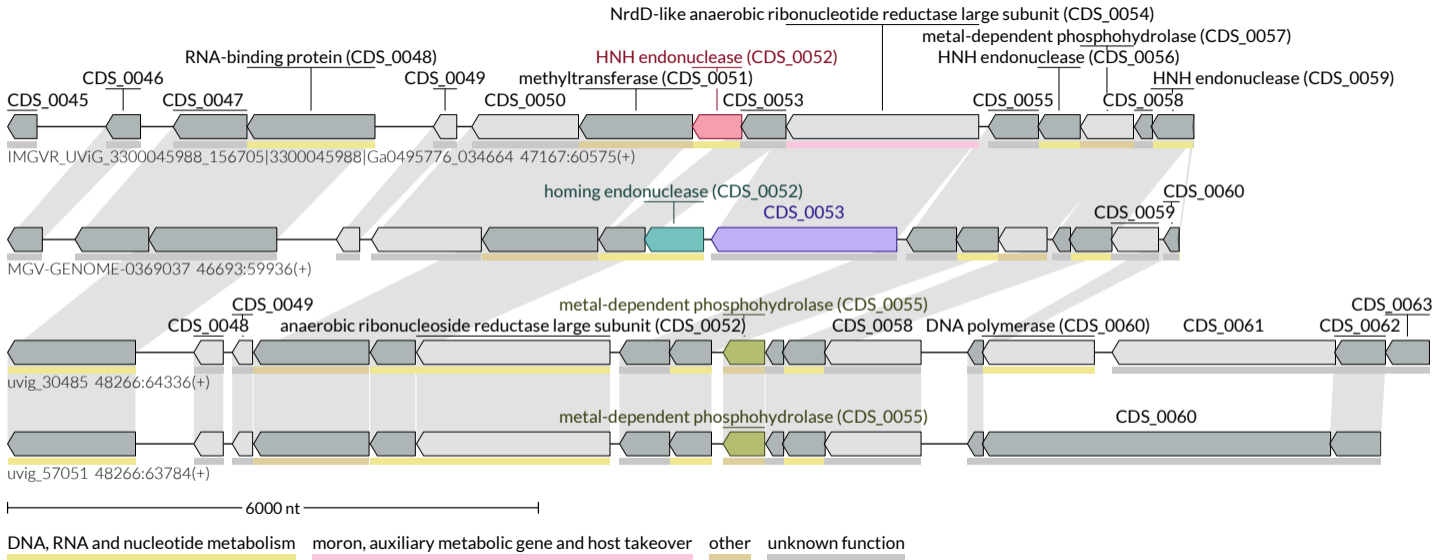 NrdD-like anaerobic ribonucleotide reductase large subunit (CDS_0054)
metal-dependent phosphohydrolase (CDS_0057)
RNA-binding protein (CDS_0048) HNH endonuclease (CDS_0052) HNH endonuclease (CDS_0056)
CDS_0046 CDS_0049 methyltransferase (CDS_0051) HNH endonuclease (CDS_0059)
CDS_0045 CDS_0047 CDS_0050 CDS_0053 CDS_0055 CDS_0058
IMGVR_UViG_3300045988_156705|3300045988|Ga0495776_034664 47167:60575(+)
homing endonuclease (CDS_0052) CDS_0060
CDS_0053 CDS_0059
MGV-GENOME-0369037 46693:59936(+)
CDS_0049 metal-dependent phosphohydrolase (CDS_0055) CDS_0063
CDS_0048 anaerobic ribonucleoside reductase large subunit (CDS_0052) CDS_0058 DNA polymerase (CDS_0060) CDS_0061 CDS_0062
uvig_30485 48266:64336(+)
metal-dependent phosphohydrolase (CDS_0055) CDS_0060
uvig_57051 48266:63784(+)
6000 nt
DNA, RNA and nucleotide metabolism moron, auxiliary metabolic gene and host takeover other unknown function